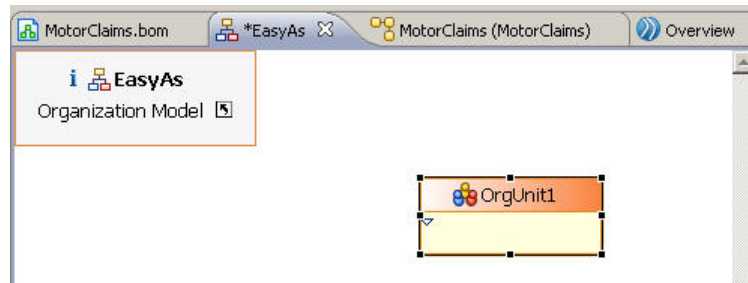 MotorClaims.bom
*EasyAs
MotorClaims (MotorClaims)
Overview
i EasyAs
Organization Model
OrgUnit1